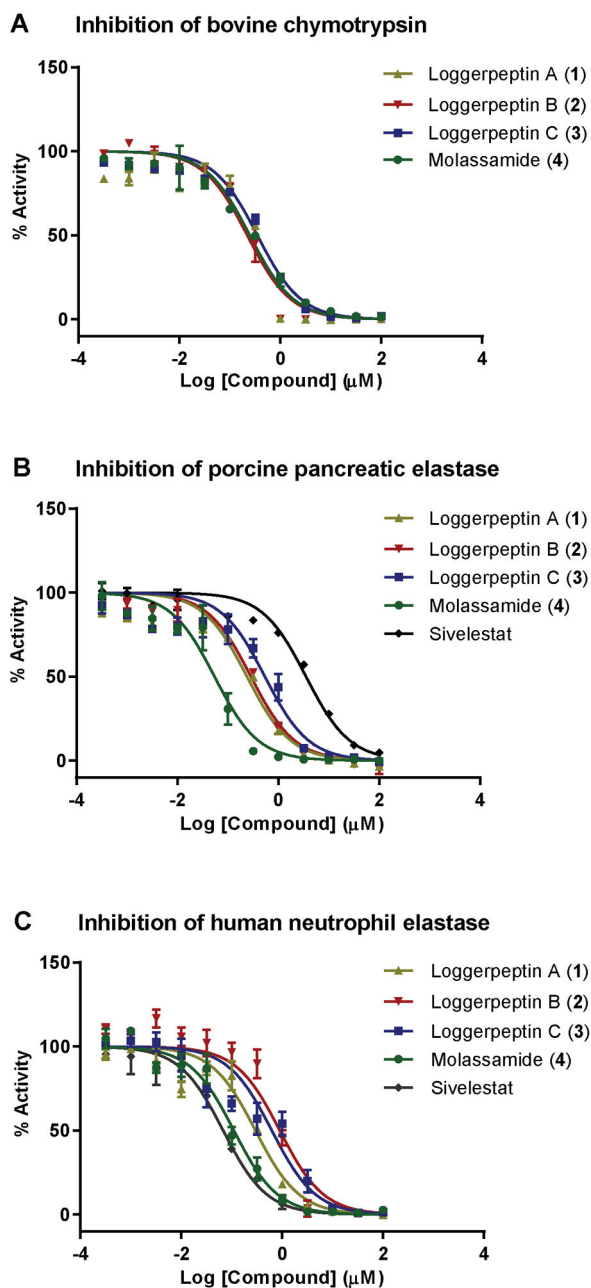 A Inhibition of bovine chymotrypsin
150
100
50
0
% Activity
-4 -2 0 2 4
Log [Compound] (µM)
Loggerpeptin A (1)
Loggerpeptin B (2)
Loggerpeptin C (3)
Molassamide (4)
B Inhibition of porcine pancreatic elastase
150
100
50
0
% Activity
-4 -2 0 2 4
Log [Compound] (µM)
Loggerpeptin A (1)
Loggerpeptin B (2)
Loggerpeptin C (3)
Molassamide (4)
Sivelestat
C Inhibition of human neutrophil elastase
150
100
50
0
% Activity
-4 -2 0 2 4
Log [Compound] (µM)
Loggerpeptin A (1)
Loggerpeptin B (2)
Loggerpeptin C (3)
Molassamide (4)
Sivelestat